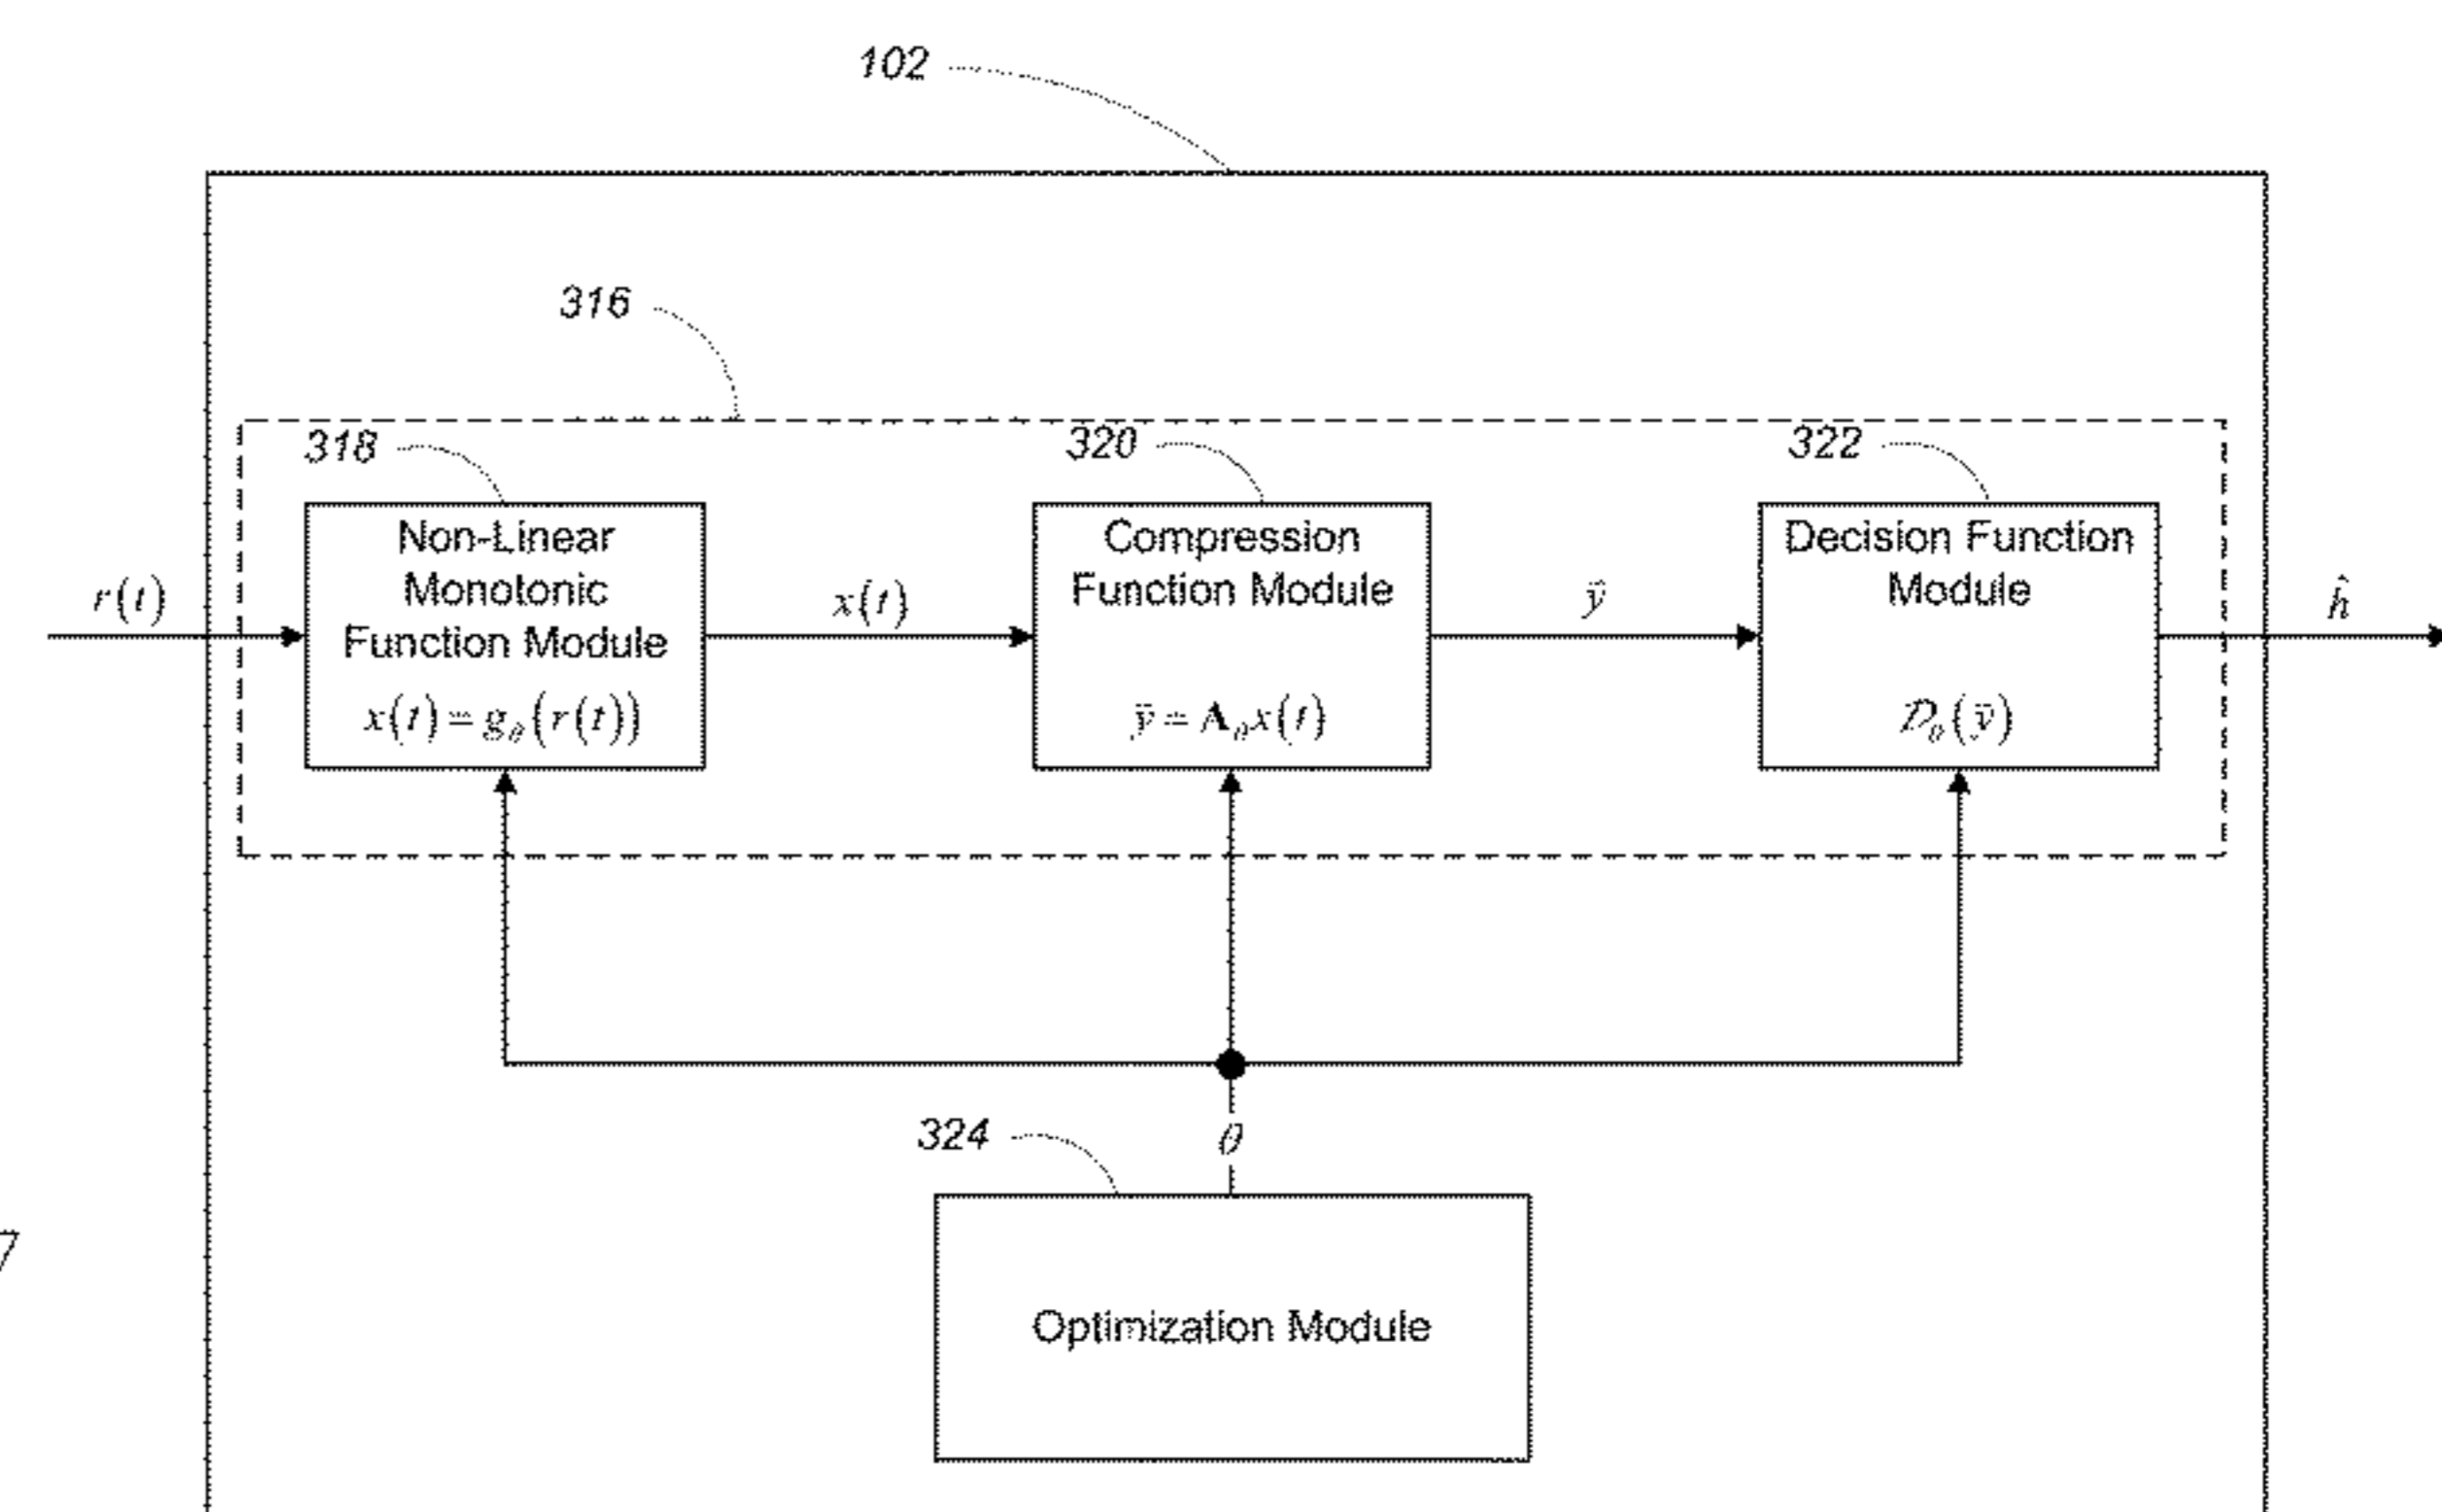 102
316
318
320
322
Non-Linear
Monotonic
Function Module
x(t) = g_θ(r(t))
Compression
Function Module
ȳ = A_θ x(t)
Decision Function
Module
𝒟_θ(ȳ)
r(t)
x(t)
ȳ
ĥ
324
θ
Optimization Module
7